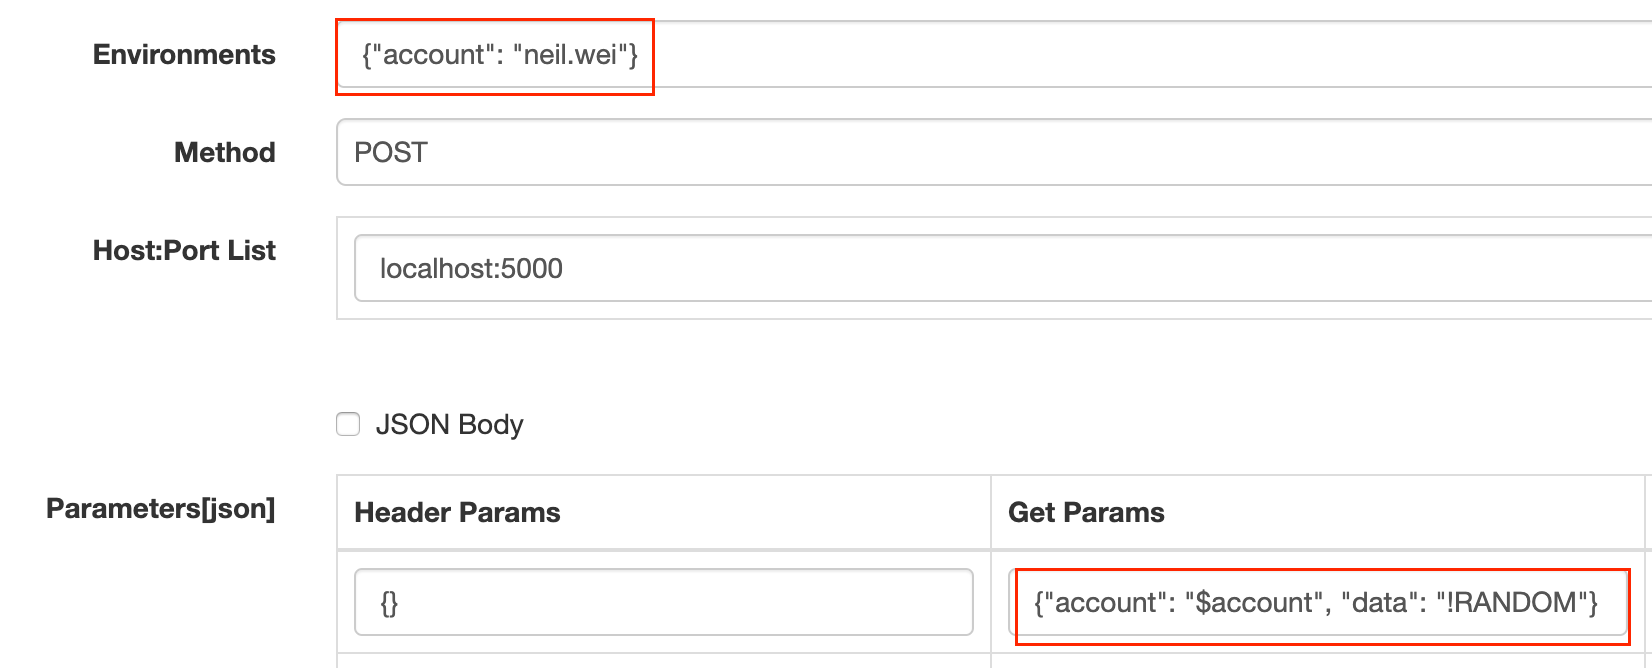 Environments {"account": "neil.wei"}
Method POST
Host:Port List localhost:5000
JSON Body
Parameters[json] Header Params Get Params
{} {"account": "$account", "data": "!RANDOM"}